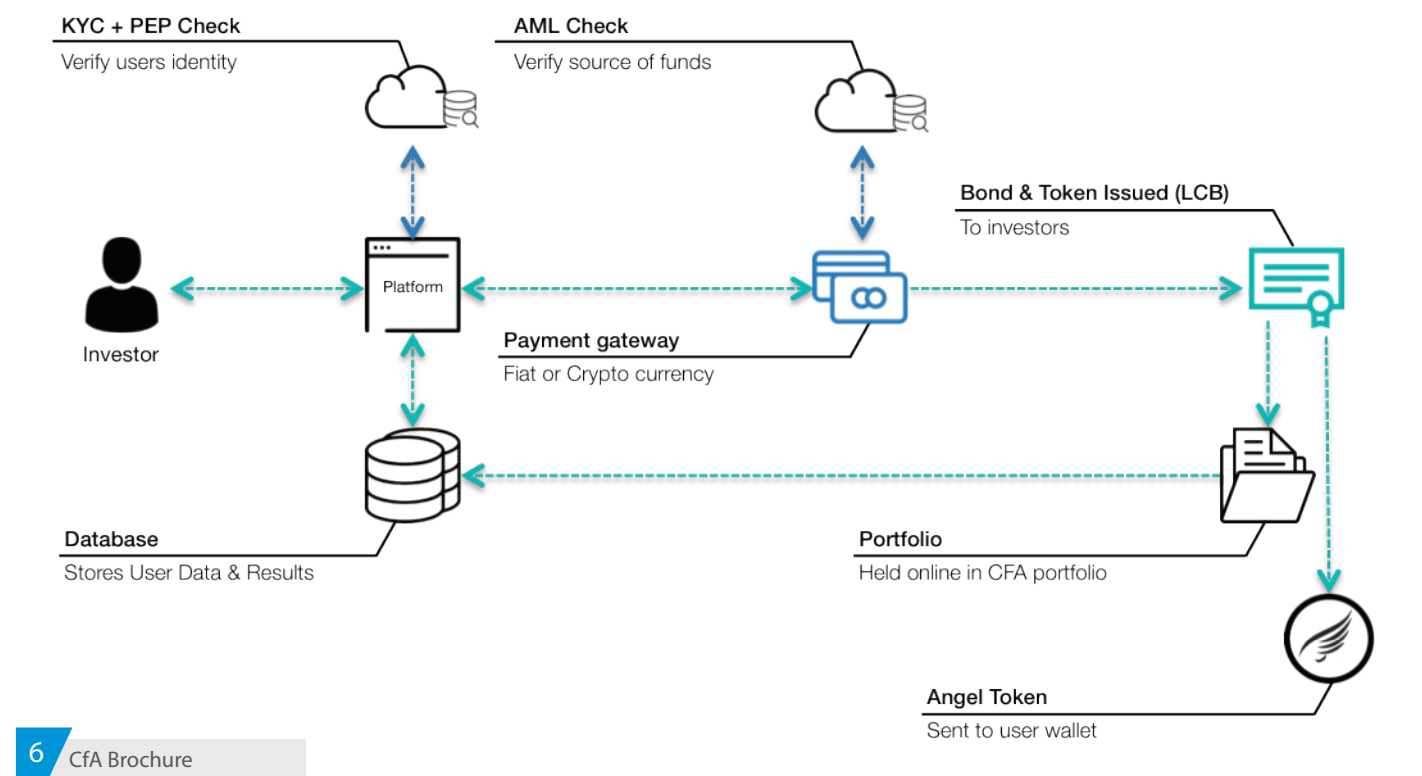 KYC + PEP Check
Verify users identity
AML Check
Verify source of funds
Bond & Token Issued (LCB)
To investors
Platform
Investor
Payment gateway
Fiat or Crypto currency
Database
Stores User Data & Results
Portfolio
Held online in CFA portfolio
Angel Token
Sent to user wallet
6
CfA Brochure